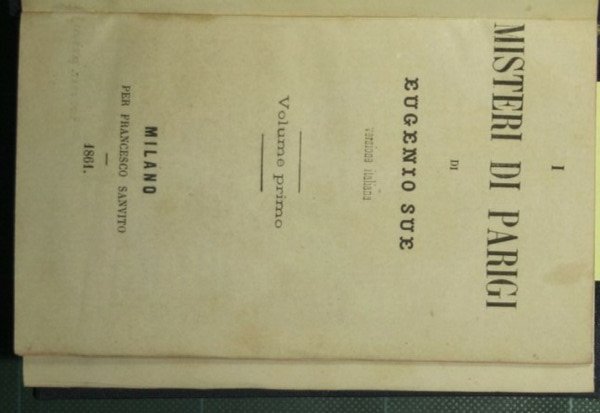 I
MISTERI DI PARIGI
DI
EUGENIO SUE
versione italiana
Volume primo
MILANO
PER FRANCESCO SANVITO
1861.